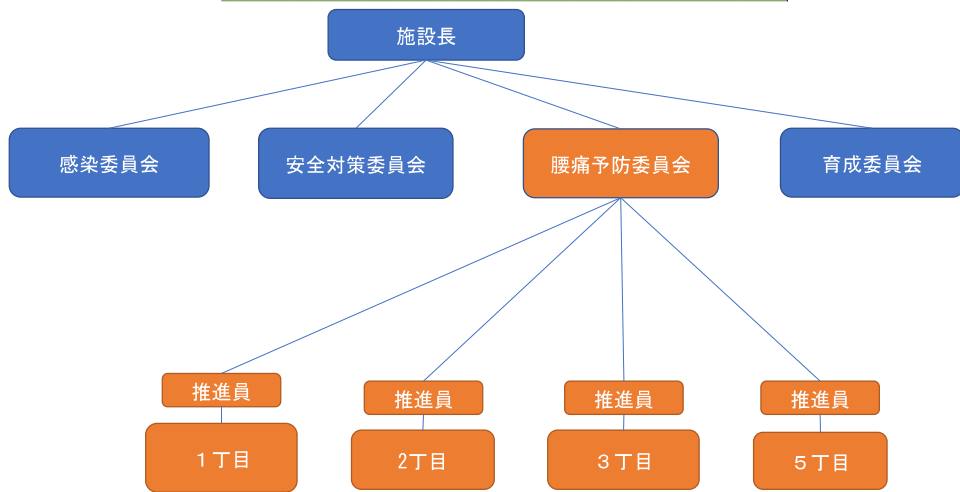 施設長
感染委員会
安全対策委員会
腰痛予防委員会
育成委員会
推進員
推進員
推進員
推進員
１丁目
2丁目
３丁目
５丁目